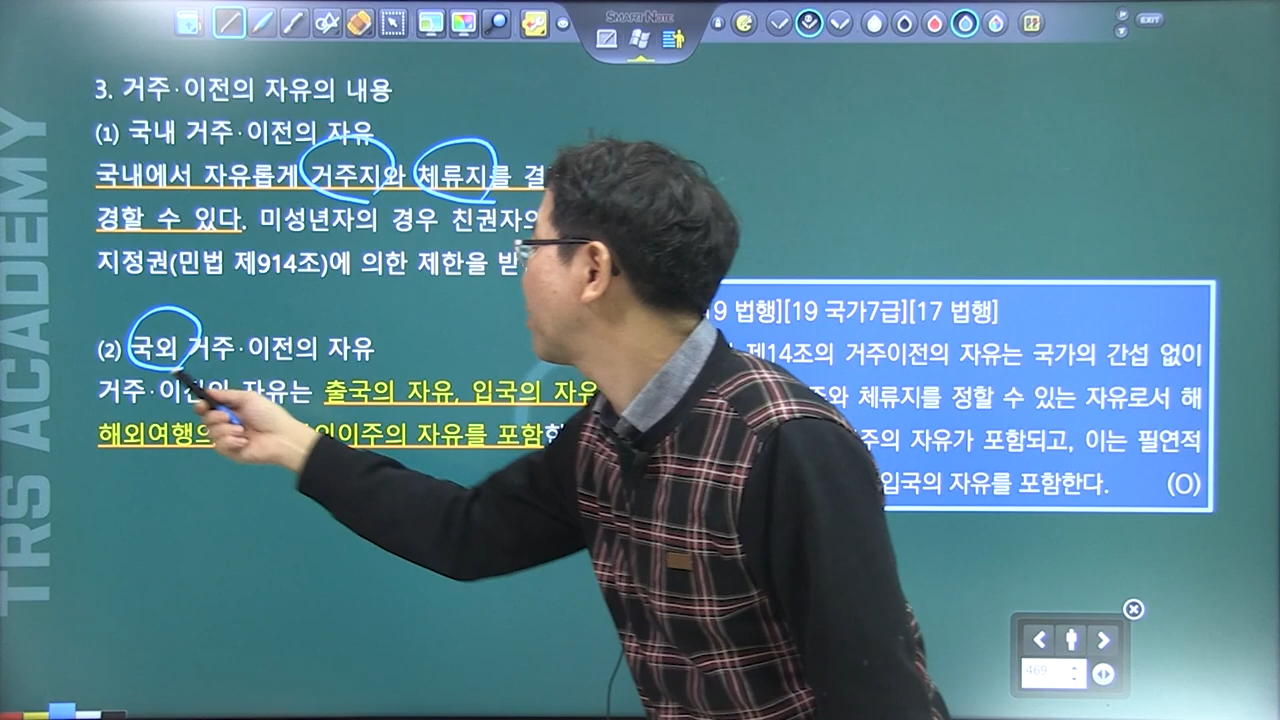 SMART NOTE
EXIT
3. 거주·이전의 자유의 내용
(1) 국내 거주·이전의 자유
국내에서 자유롭게 거주지와 체류지를 결
경할 수 있다. 미성년자의 경우 친권자의
지정권(민법 제914조)에 의한 제한을 받
(2) 국외 거주·이전의 자유
거주·이전의 자유는 출국의 자유, 입국의 자유
해외여행의 이주의 자유를 포함
9 법행][19 국가7급][17 법행]
제14조의 거주이전의 자유는 국가의 간섭 없이
체류지를 정할 수 있는 자유로서 해
주의 자유가 포함되고, 이는 필연적
입국의 자유를 포함한다. (O)
TRS ACADEMY
469